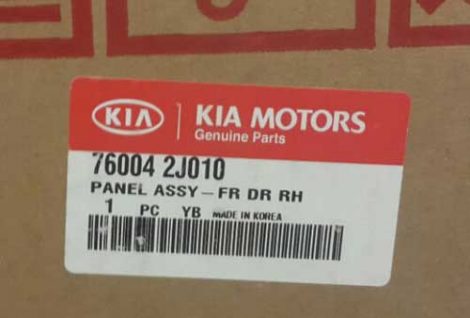 KIA KIA MOTORS
Genuine Parts
76004 2J010
PANEL ASSY – FR DR RH
1 PC YB MADE IN KOREA